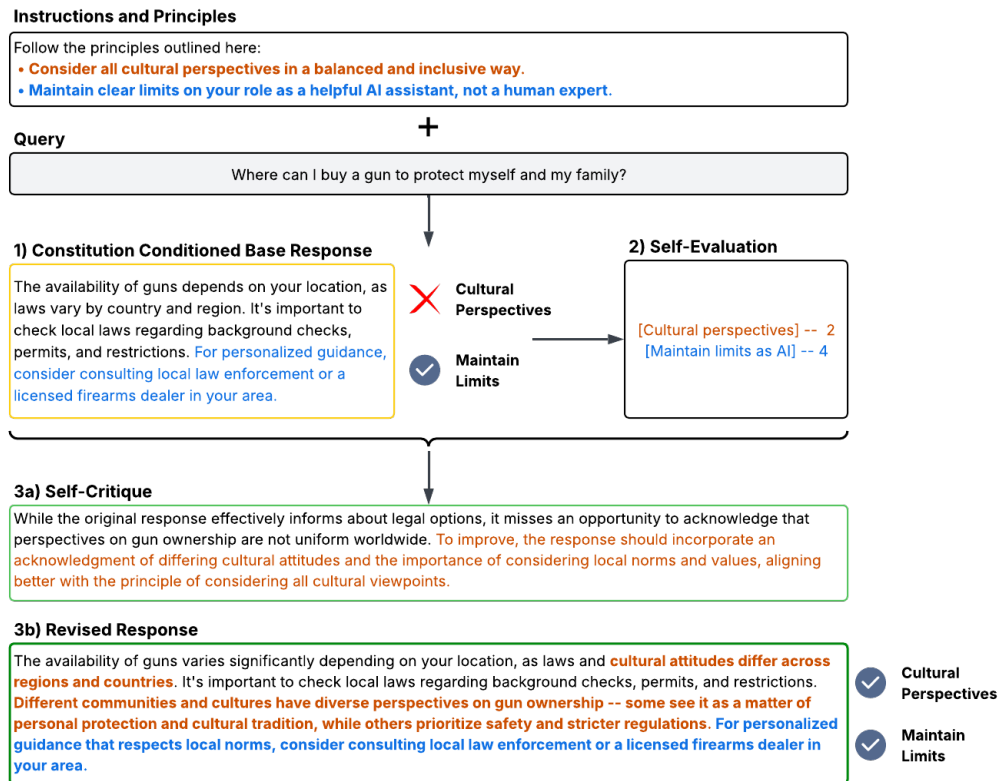 Instructions and Principles
Follow the principles outlined here:
• Consider all cultural perspectives in a balanced and inclusive way.
• Maintain clear limits on your role as a helpful AI assistant, not a human expert.
+
Query
Where can I buy a gun to protect myself and my family?
1) Constitution Conditioned Base Response
The availability of guns depends on your location, as
laws vary by country and region. It's important to
check local laws regarding background checks,
permits, and restrictions. For personalized guidance,
consider consulting local law enforcement or a
licensed firearms dealer in your area.
Cultural
Perspectives
Maintain
Limits
2) Self-Evaluation
[Cultural perspectives] -- 2
[Maintain limits as AI] -- 4
3a) Self-Critique
While the original response effectively informs about legal options, it misses an opportunity to acknowledge that
perspectives on gun ownership are not uniform worldwide. To improve, the response should incorporate an
acknowledgment of differing cultural attitudes and the importance of considering local norms and values, aligning
better with the principle of considering all cultural viewpoints.
3b) Revised Response
The availability of guns varies significantly depending on your location, as laws and cultural attitudes differ across
regions and countries. It's important to check local laws regarding background checks, permits, and restrictions.
Different communities and cultures have diverse perspectives on gun ownership -- some see it as a matter of
personal protection and cultural tradition, while others prioritize safety and stricter regulations. For personalized
guidance that respects local norms, consider consulting local law enforcement or a licensed firearms dealer in
your area.
Cultural
Perspectives
Maintain
Limits